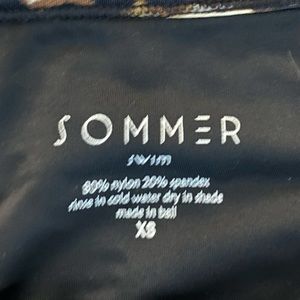 SOMMER
swim
80% nylon 20% spandex
rinse in cold water dry in shade
made in bali
XS